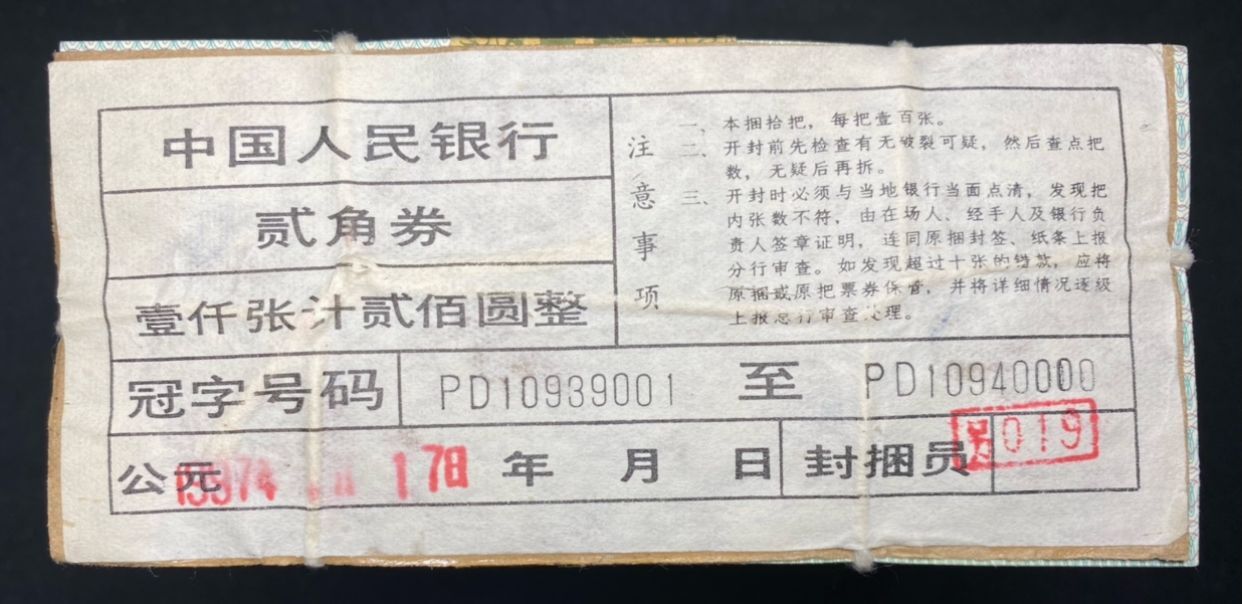 中国人民银行
贰角券
壹仟张计贰佰圆整
注意事项
一、本捆拾把，每把壹百张。
二、开封前先检查有无破裂可疑，然后查点把
数，无疑后再拆。
三、开封时必须与当地银行当面点清，发现把
内张数不符，由在场人、经手人及银行负
责人签章证明，连同原捆封签、纸条上报
分行审查。如发现超过十张的错款，应将
原捆或原把票券保管，并将详细情况逐级
上报总行审查处理。
冠字号码 PD10939001 至 PD10940000
公元 年 月 日 封捆员 019